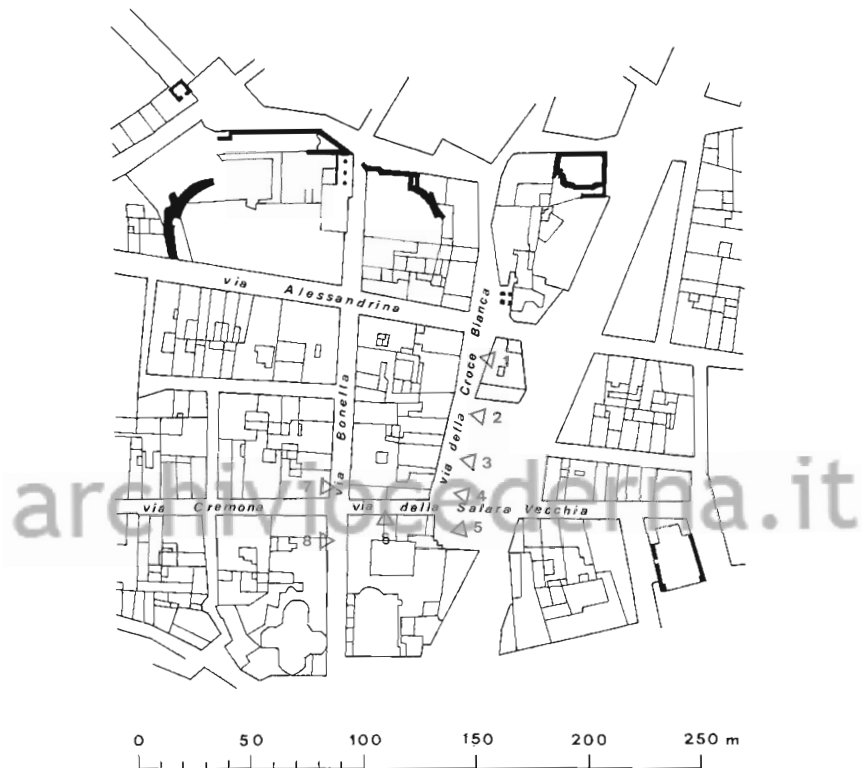 via Alessandrina
via della Croce Bianca
1
via Bonella
2
3
archiviocederna.it
7
4
via Cremona
via della Salara Vecchia
6
5
8
0 50 100 150 200 250 m